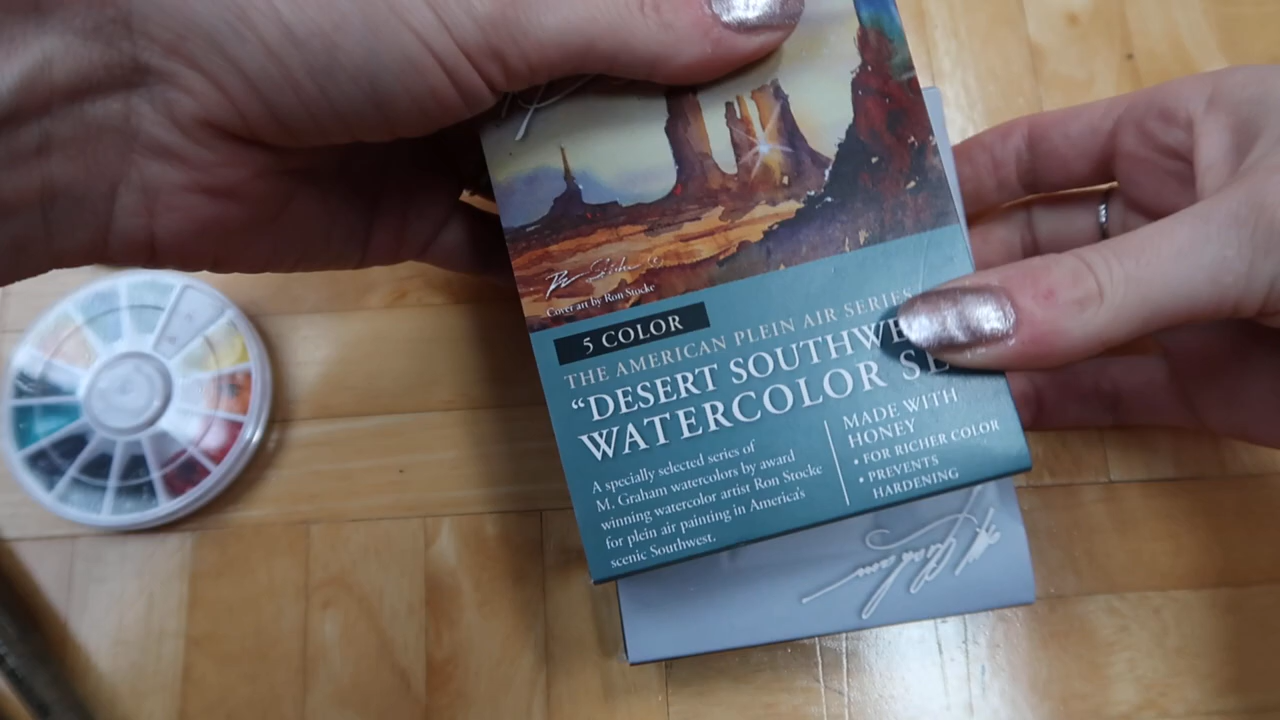 Cover art by Ron Stocke
5 COLOR
THE AMERICAN PLEIN AIR SERIES
“DESERT
WATERCOLOR
A specially selected series of
M. Graham watercolors by award
winning watercolor artist Ron Stocke
for plein air painting in America's
scenic Southwest.
MADE WITH
HONEY
• FOR RICHER COLOR
• PREVENTS
HARDENING
M. Graham